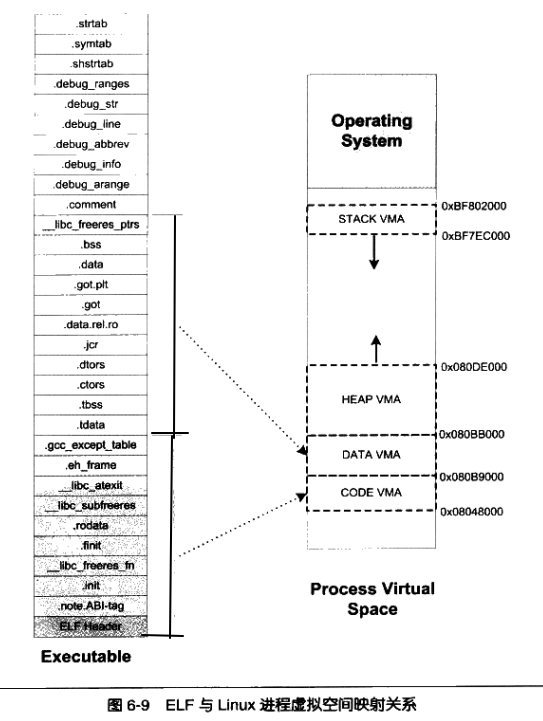 .strtab
.symtab
.shstrtab
.debug_ranges
.debug_str
.debug_line
.debug_abbrev
.debug_info
.debug_arange
.comment
__libc_freeres_ptrs
.bss
.data
.got.plt
.got
.data.rel.ro
.jcr
.dtors
.ctors
.tbss
.tdata
.gcc_except_table
.eh_frame
__libc_atexit
__libc_subfreeres
.rodata
.finit
__libc_freeres_fn
.init
.note.ABI-tag
ELF Header
Executable
Operating
System
0xBF802000
STACK VMA
0xBF7EC000
0x080DE000
HEAP VMA
0x080BB000
DATA VMA
0x080B9000
CODE VMA
0x08048000
Process Virtual
Space
图 6-9 ELF 与 Linux 进程虚拟空间映射关系